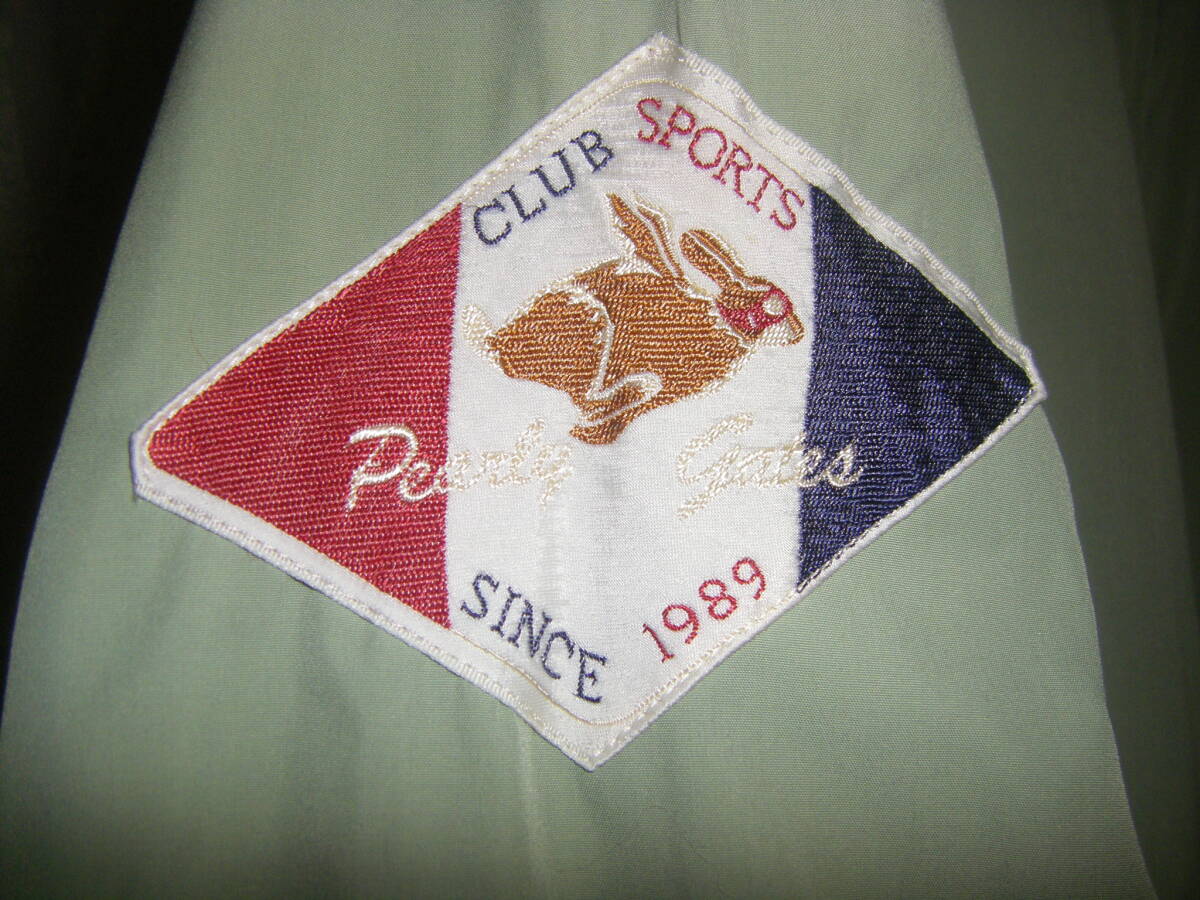 CLUB SPORTS
Pearly Gates
SINCE 1989